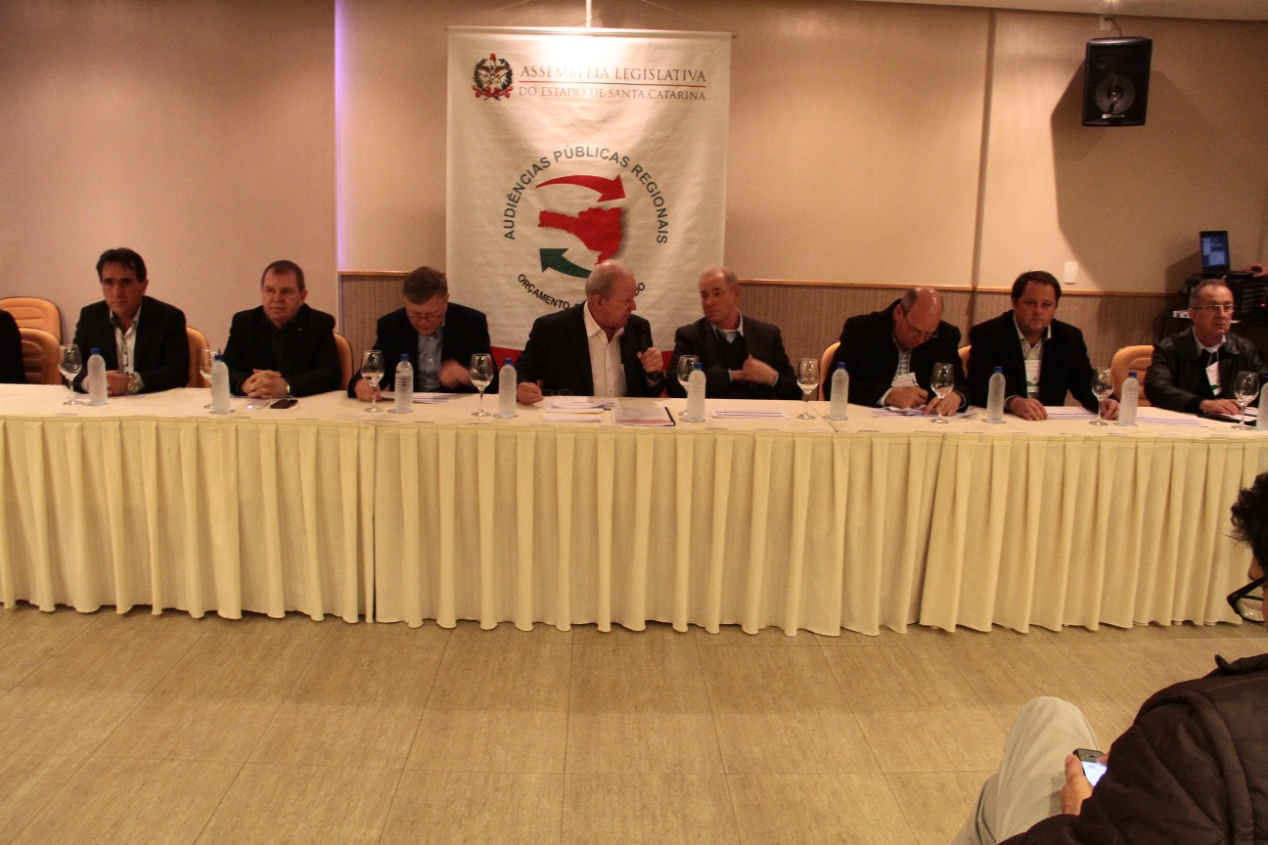 ASSEMBLEIA LEGISLATIVA
DO ESTADO DE SANTA CATARINA
AUDIÊNCIAS PÚBLICAS REGIONAIS
ORÇAMENTO